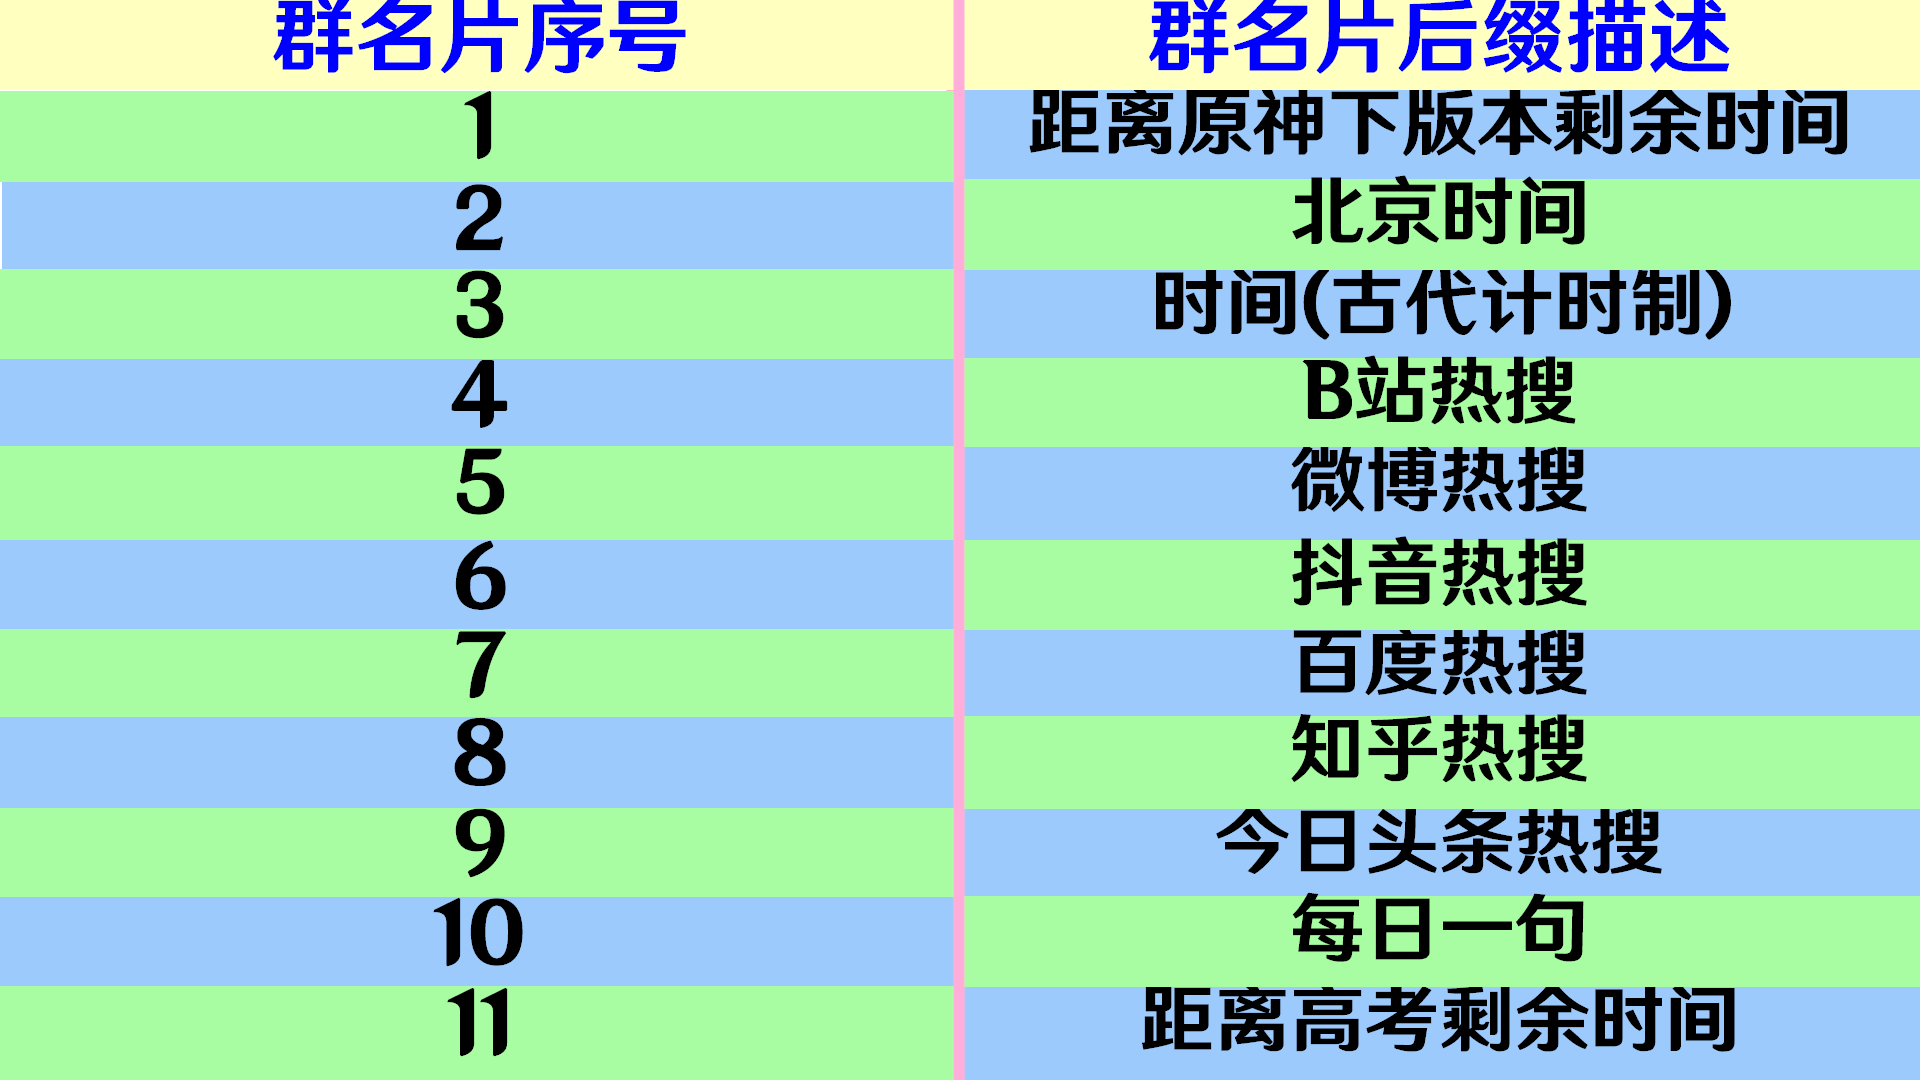 群名片序号 群名片后缀描述
1 距离原神下版本剩余时间
2 北京时间
3 时间(古代计时制)
4 B站热搜
5 微博热搜
6 抖音热搜
7 百度热搜
8 知乎热搜
9 今日头条热搜
10 每日一句
11 距离高考剩余时间